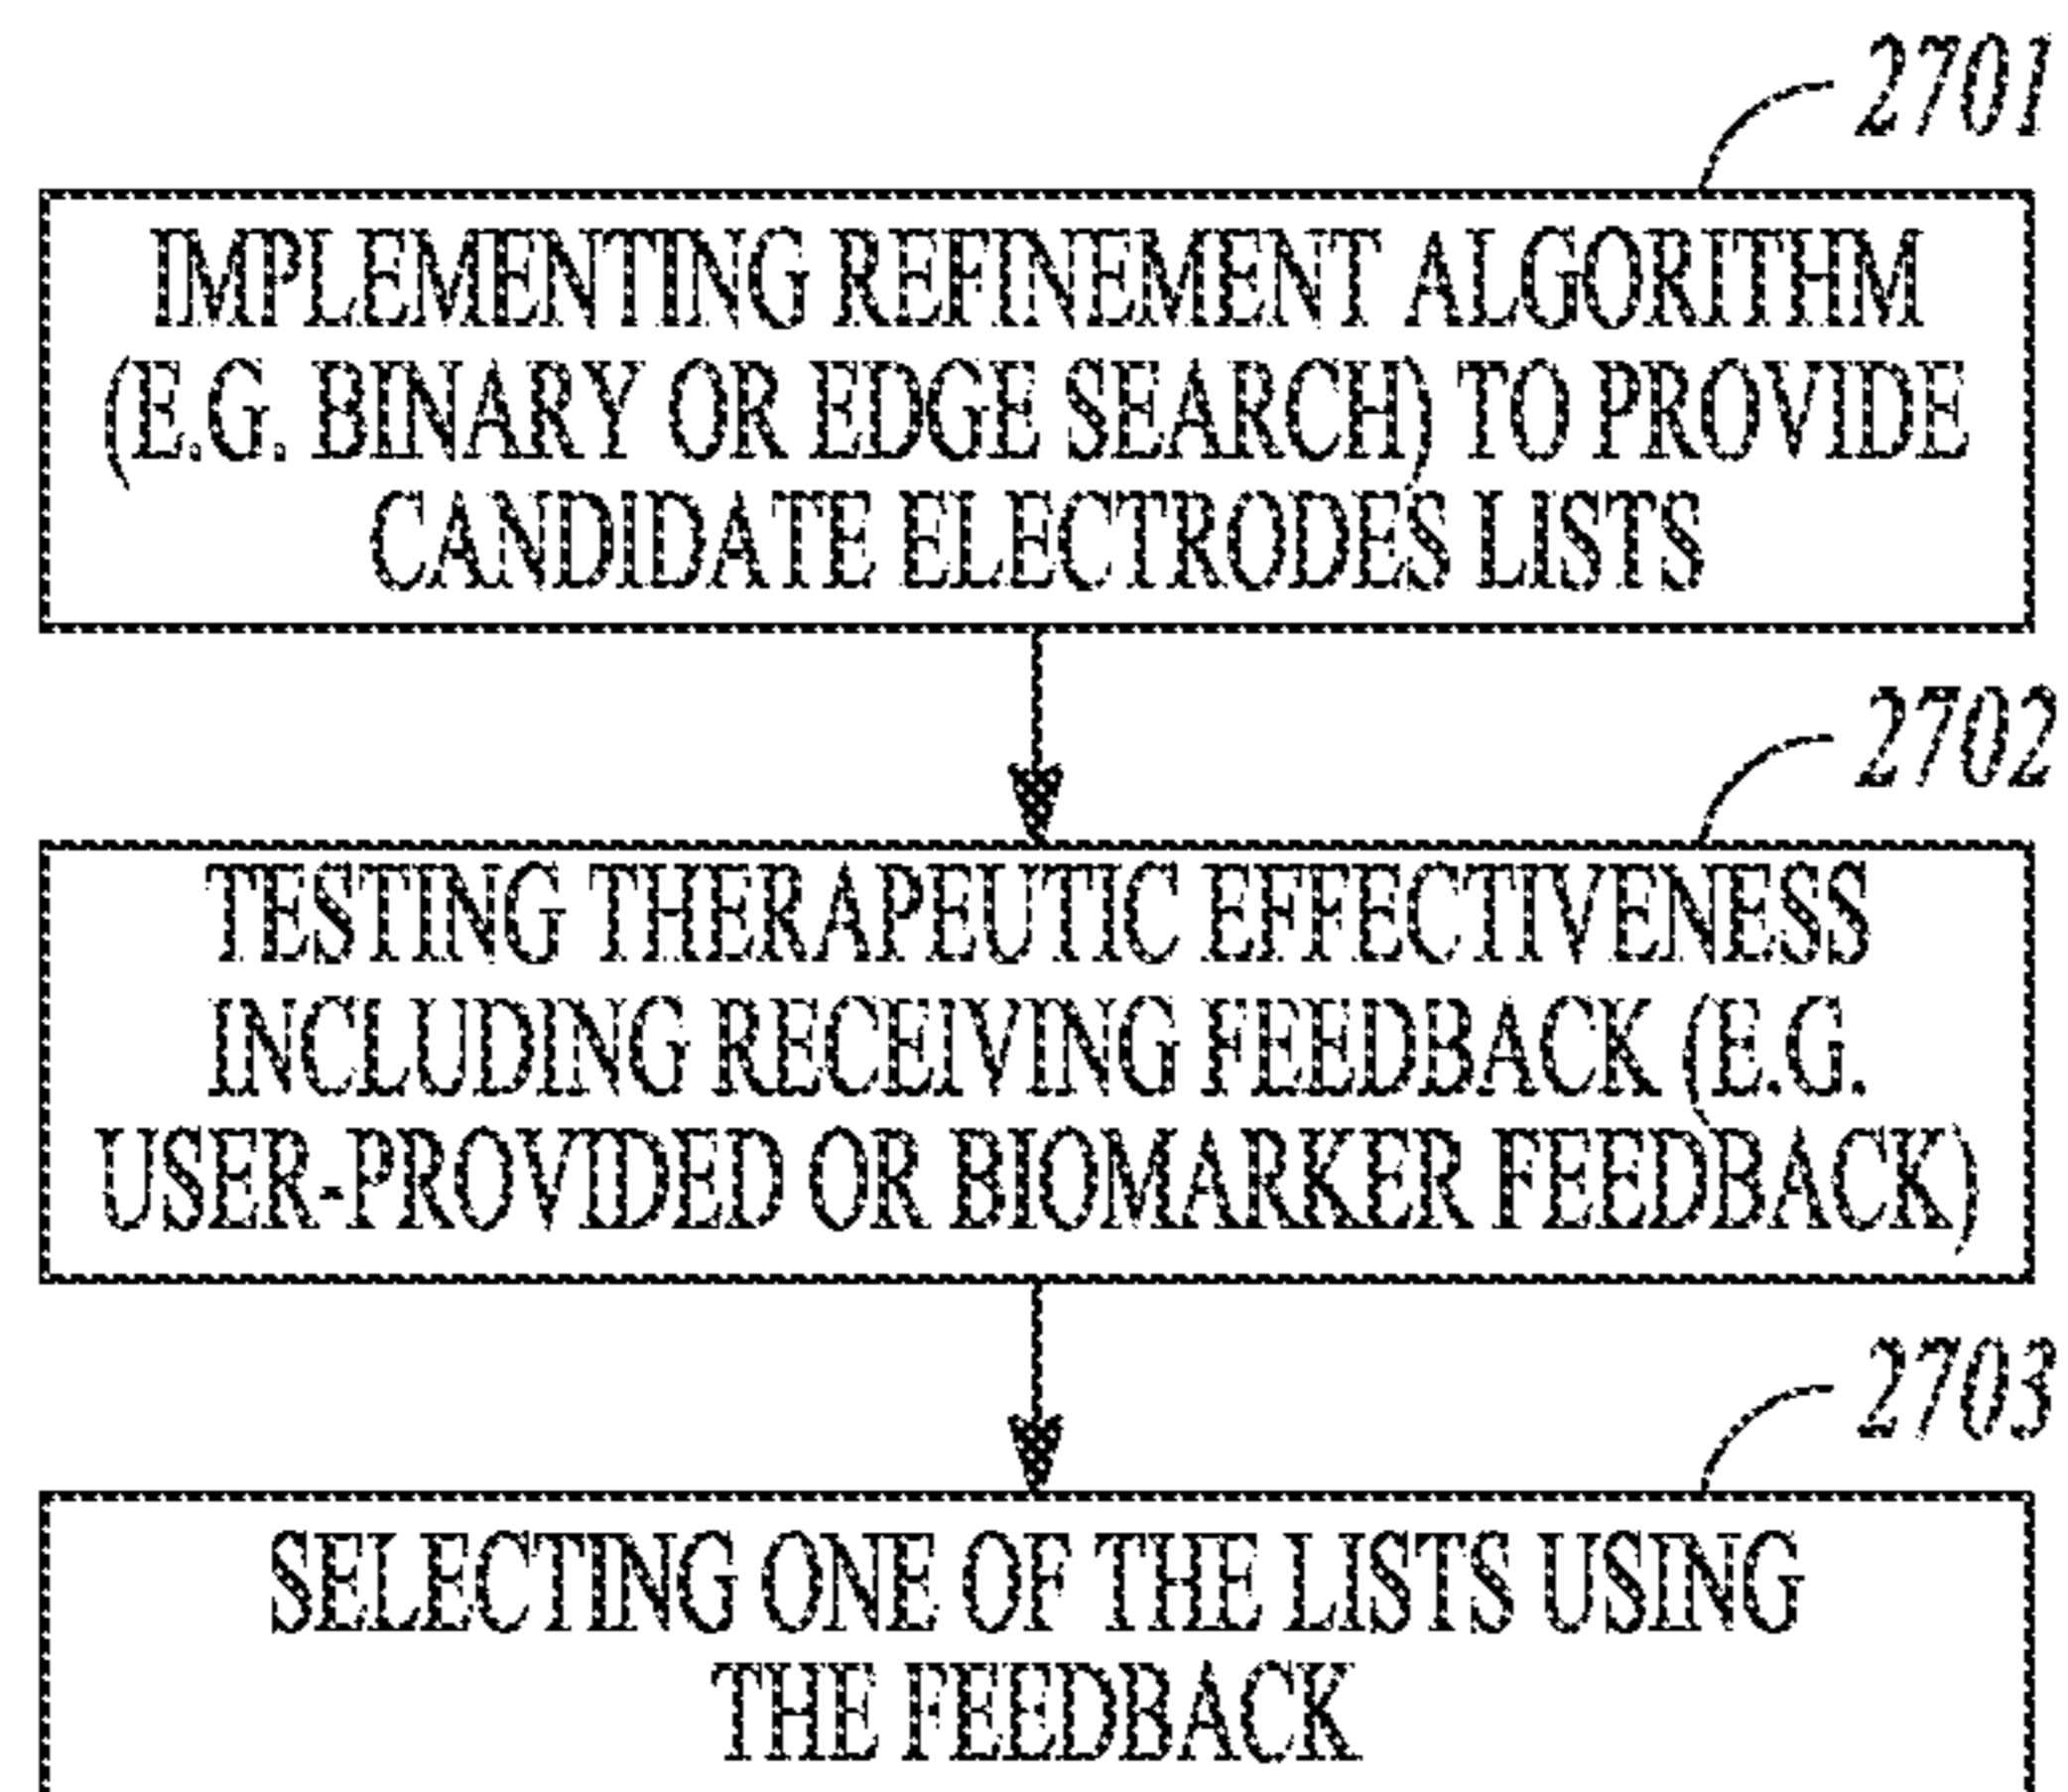 2701
IMPLEMENTING REFINEMENT ALGORITHM
(E.G. BINARY OR EDGE SEARCH) TO PROVIDE
CANDIDATE ELECTRODES LISTS
2702
TESTING THERAPEUTIC EFFECTIVENESS
INCLUDING RECEIVING FEEDBACK (E.G.
USER-PROVIDED OR BIOMARKER FEEDBACK)
2703
SELECTING ONE OF THE LISTS USING
THE FEEDBACK